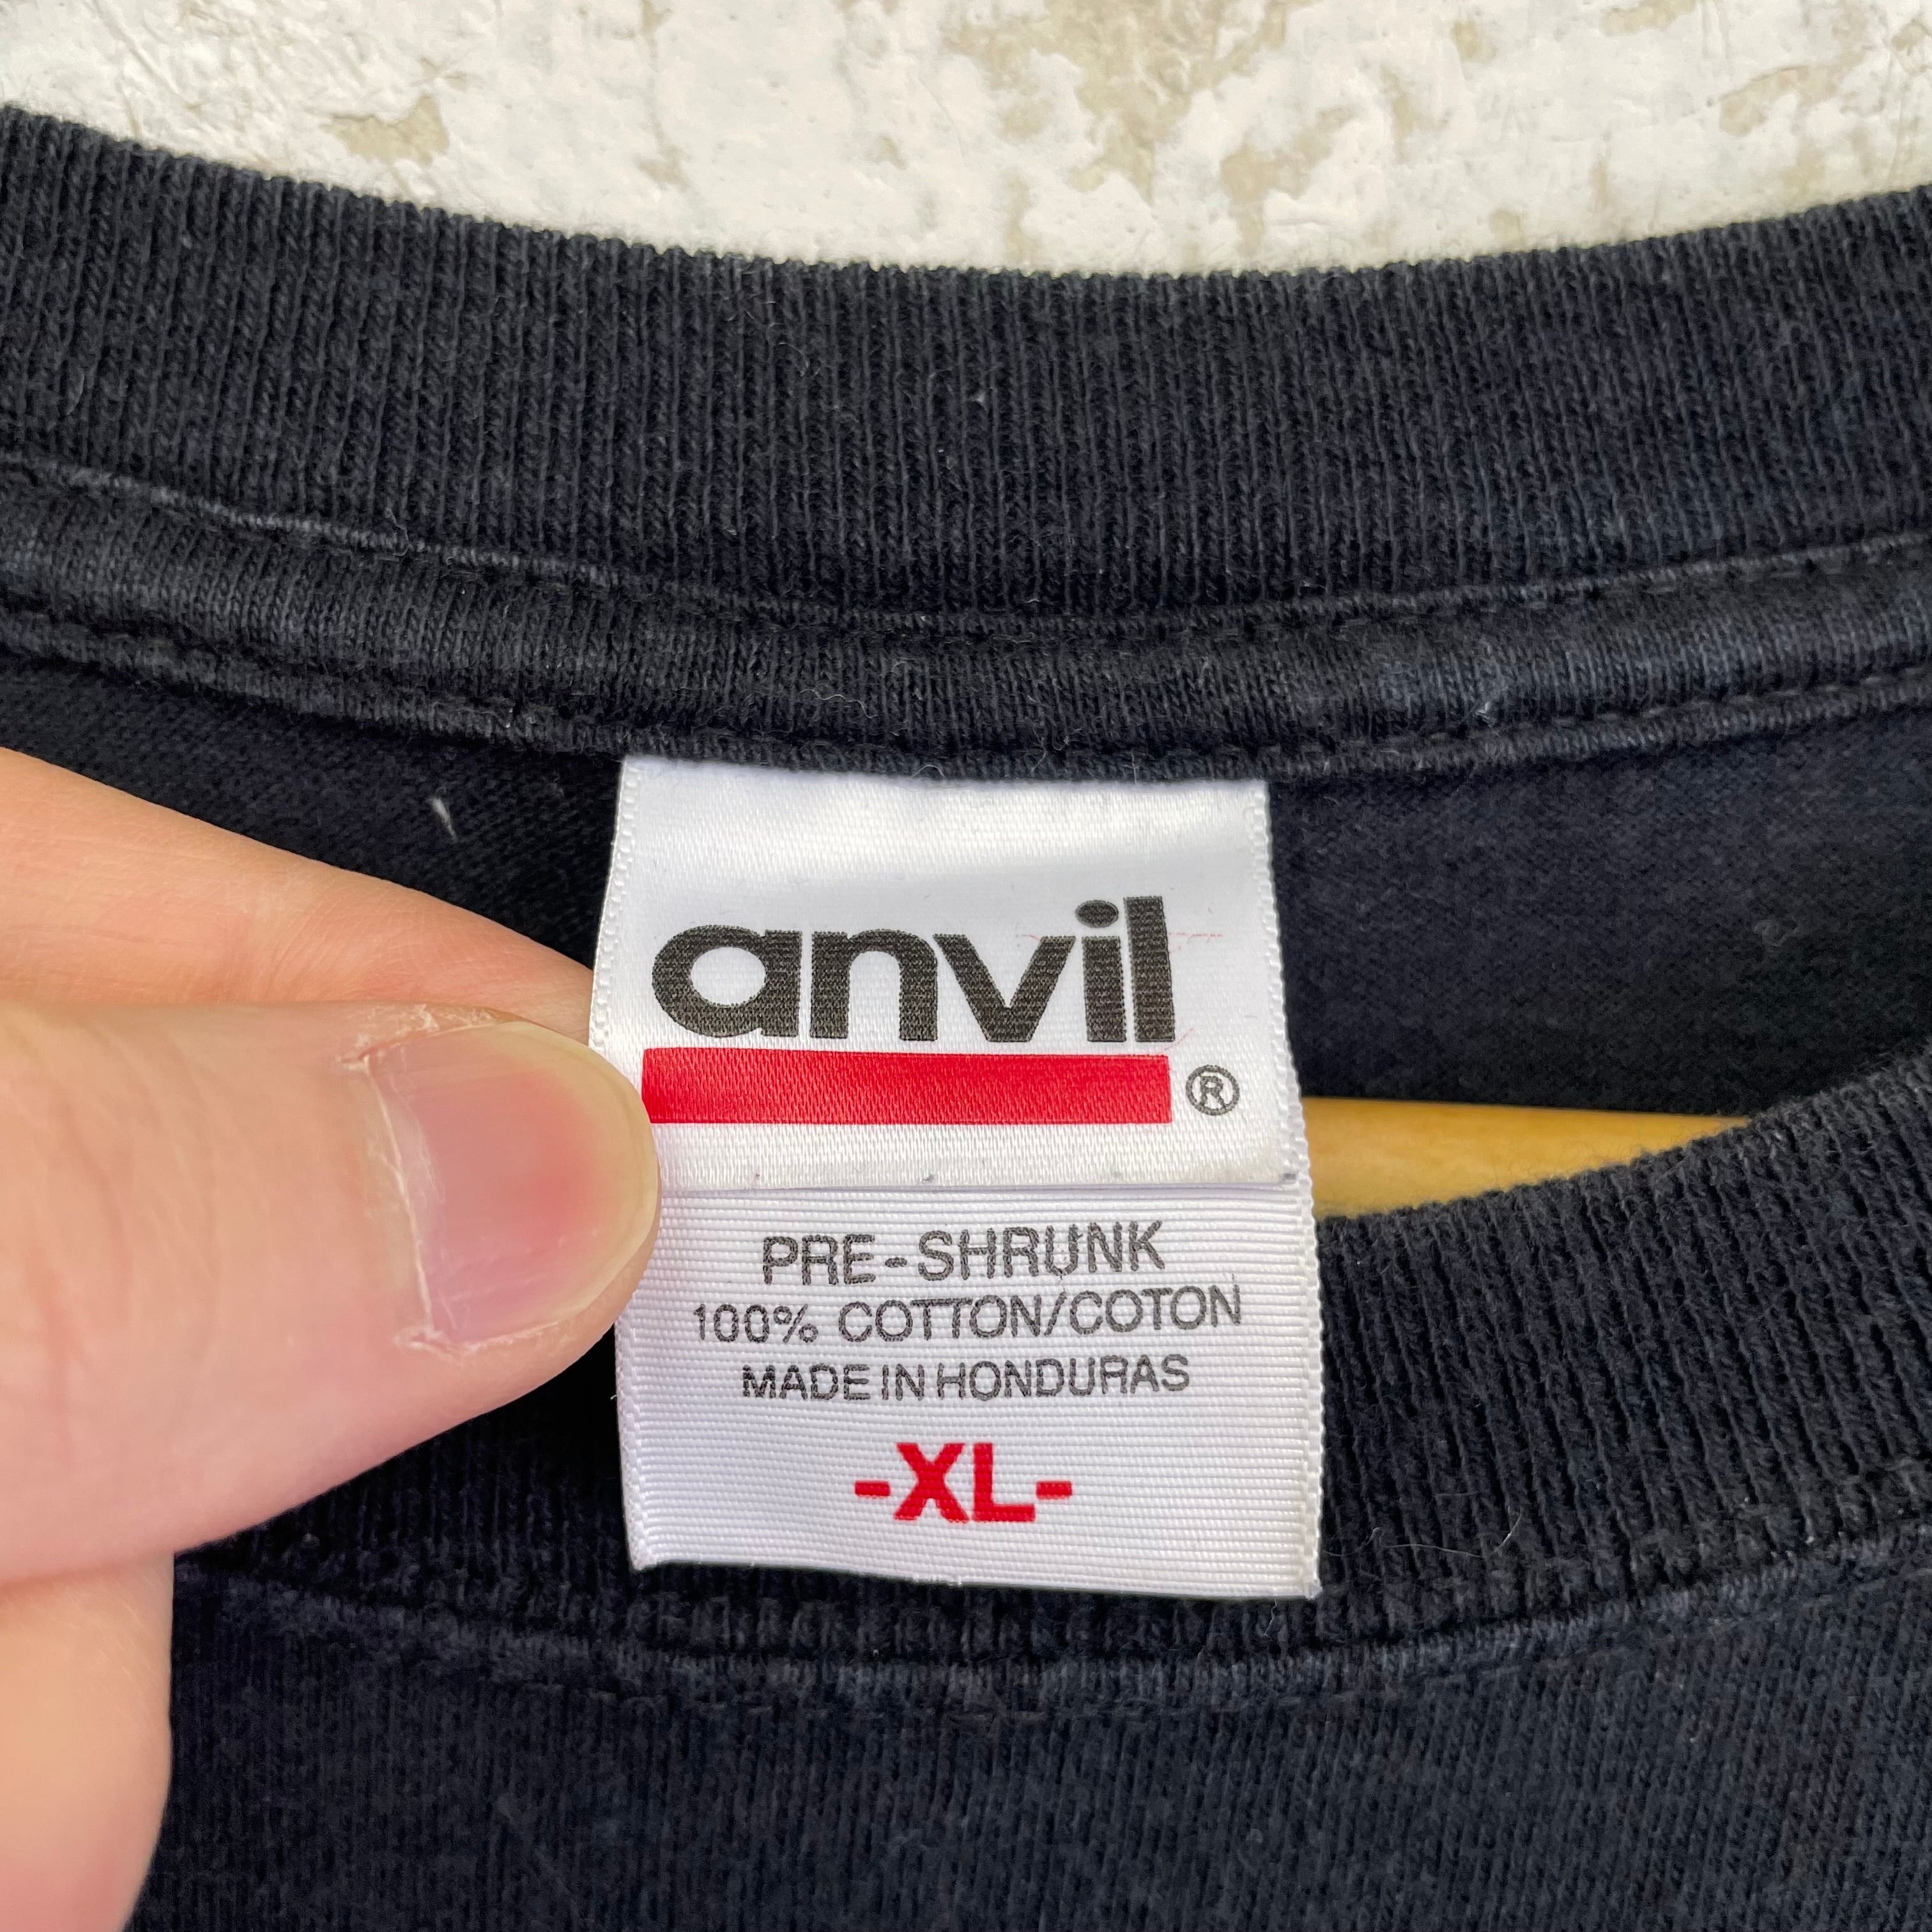 anvil
®
PRE-SHRUNK
100% COTTON/COTON
MADE IN HONDURAS
-XL-